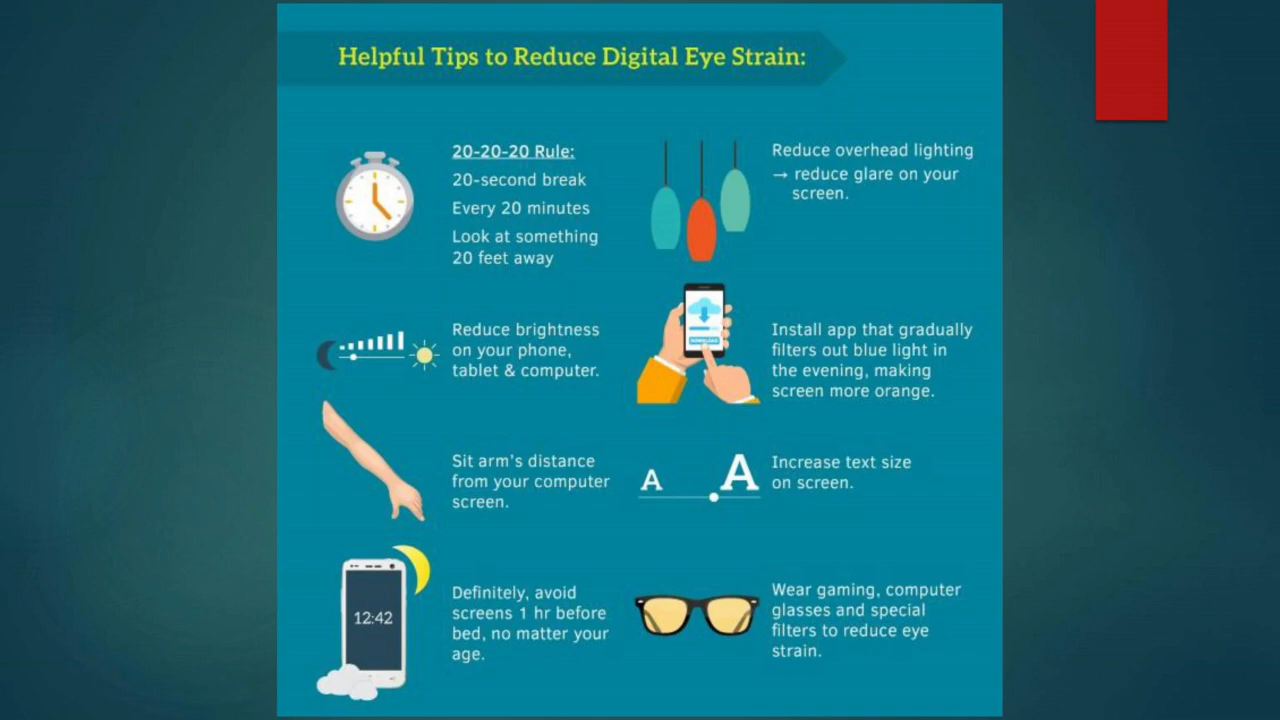 Helpful Tips to Reduce Digital Eye Strain:
20-20-20 Rule:
20-second break
Every 20 minutes
Look at something
20 feet away
Reduce overhead lighting
→ reduce glare on your
screen.
Reduce brightness
on your phone,
tablet & computer.
DOWNLOAD
Install app that gradually
filters out blue light in
the evening, making
screen more orange.
Sit arm's distance
from your computer
screen.
A A
Increase text size
on screen.
12:42
Definitely, avoid
screens 1 hr before
bed, no matter your
age.
Wear gaming, computer
glasses and special
filters to reduce eye
strain.